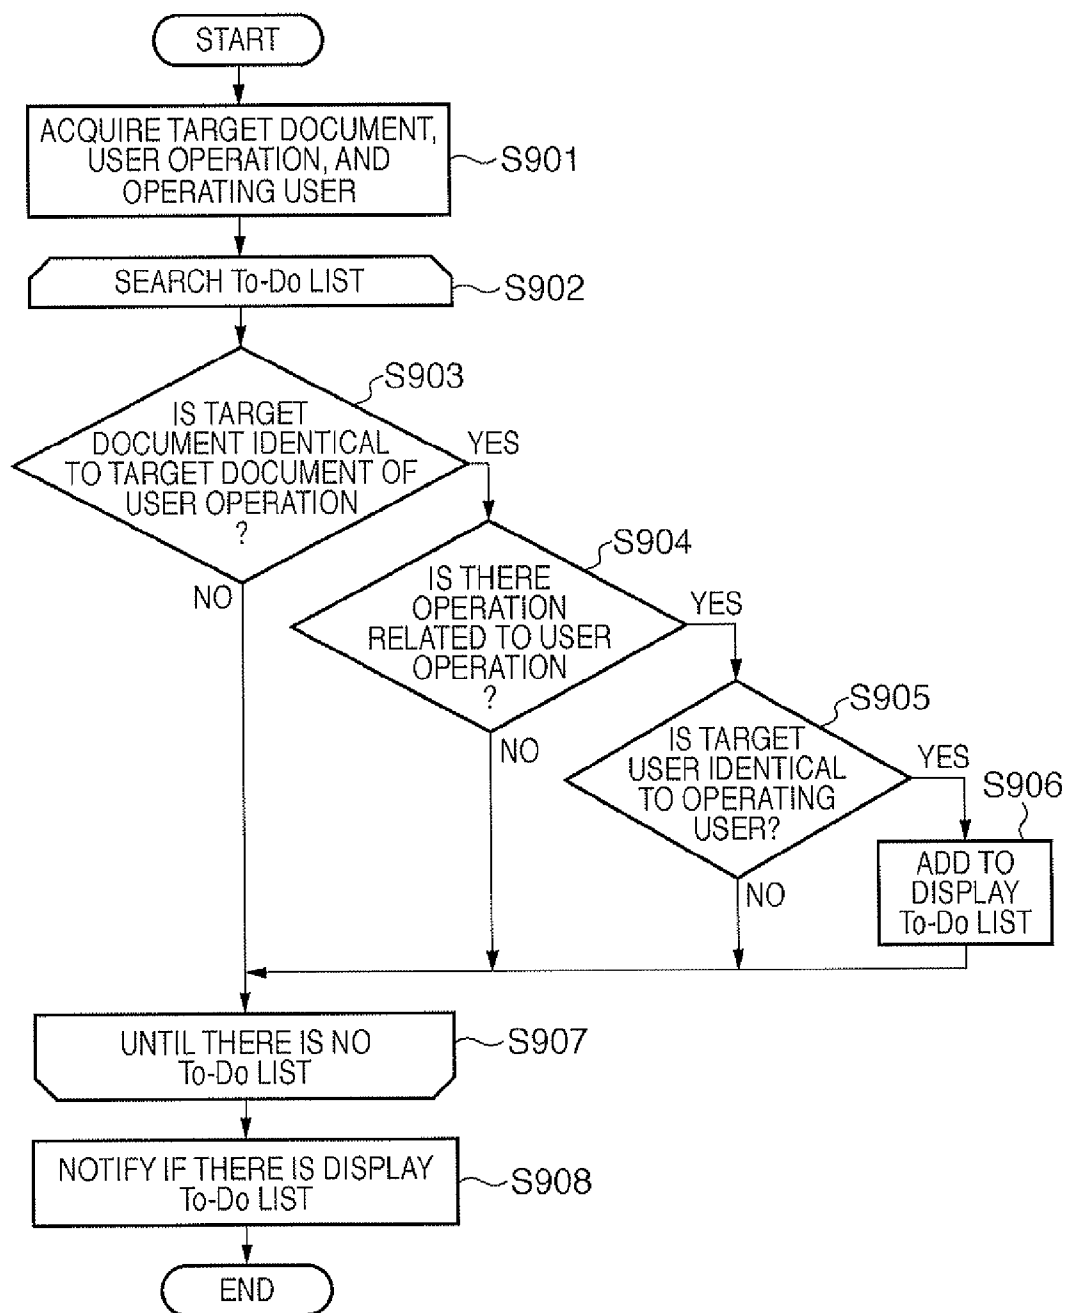 START
ACQUIRE TARGET DOCUMENT,
USER OPERATION, AND
OPERATING USER
S901
SEARCH To-Do LIST
S902
S903
IS TARGET
DOCUMENT IDENTICAL
TO TARGET DOCUMENT OF
USER OPERATION
?
YES
NO
S904
IS THERE
OPERATION
RELATED TO USER
OPERATION
?
YES
NO
S905
IS TARGET
USER IDENTICAL
TO OPERATING
USER?
YES
NO
S906
ADD TO
DISPLAY
To-Do LIST
UNTIL THERE IS NO
To-Do LIST
S907
NOTIFY IF THERE IS DISPLAY
To-Do LIST
S908
END